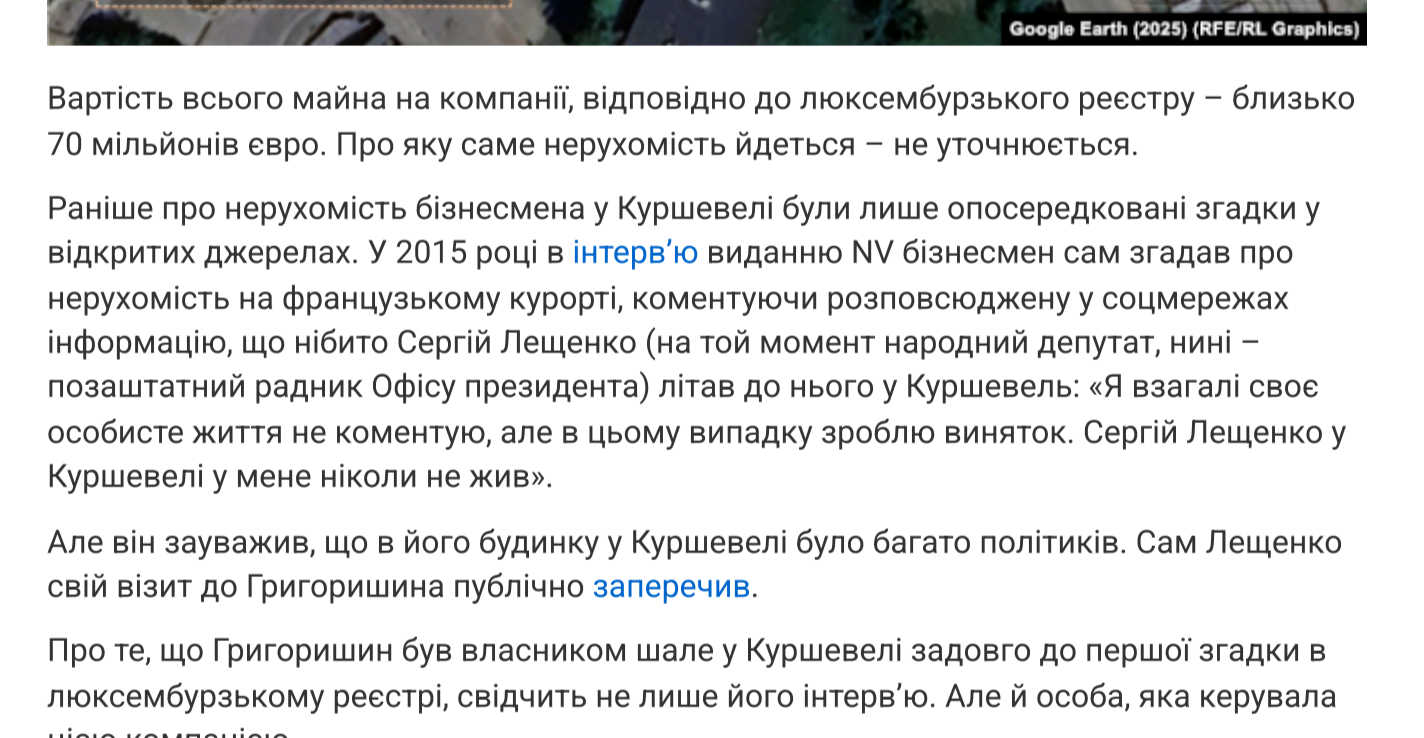 Google Earth (2025) (RFE/RL Graphics)
Вартість всього майна на компанії, відповідно до люксембурзького реєстру – близько
70 мільйонів євро. Про яку саме нерухомість йдеться – не уточнюється.
Раніше про нерухомість бізнесмена у Куршевелі були лише опосередковані згадки у
відкритих джерелах. У 2015 році в інтерв’ю виданню NV бізнесмен сам згадав про
нерухомість на французькому курорті, коментуючи розповсюджену у соцмережах
інформацію, що нібито Сергій Лещенко (на той момент народний депутат, нині –
позаштатний радник Офісу президента) літав до нього у Куршевель: «Я взагалі своє
особисте життя не коментую, але в цьому випадку зроблю виняток. Сергій Лещенко у
Куршевелі у мене ніколи не жив».
Але він зауважив, що в його будинку у Куршевелі було багато політиків. Сам Лещенко
свій візит до Григоришина публічно заперечив.
Про те, що Григоришин був власником шале у Куршевелі задовго до першої згадки в
люксембурзькому реєстрі, свідчить не лише його інтерв’ю. Але й особа, яка керувала